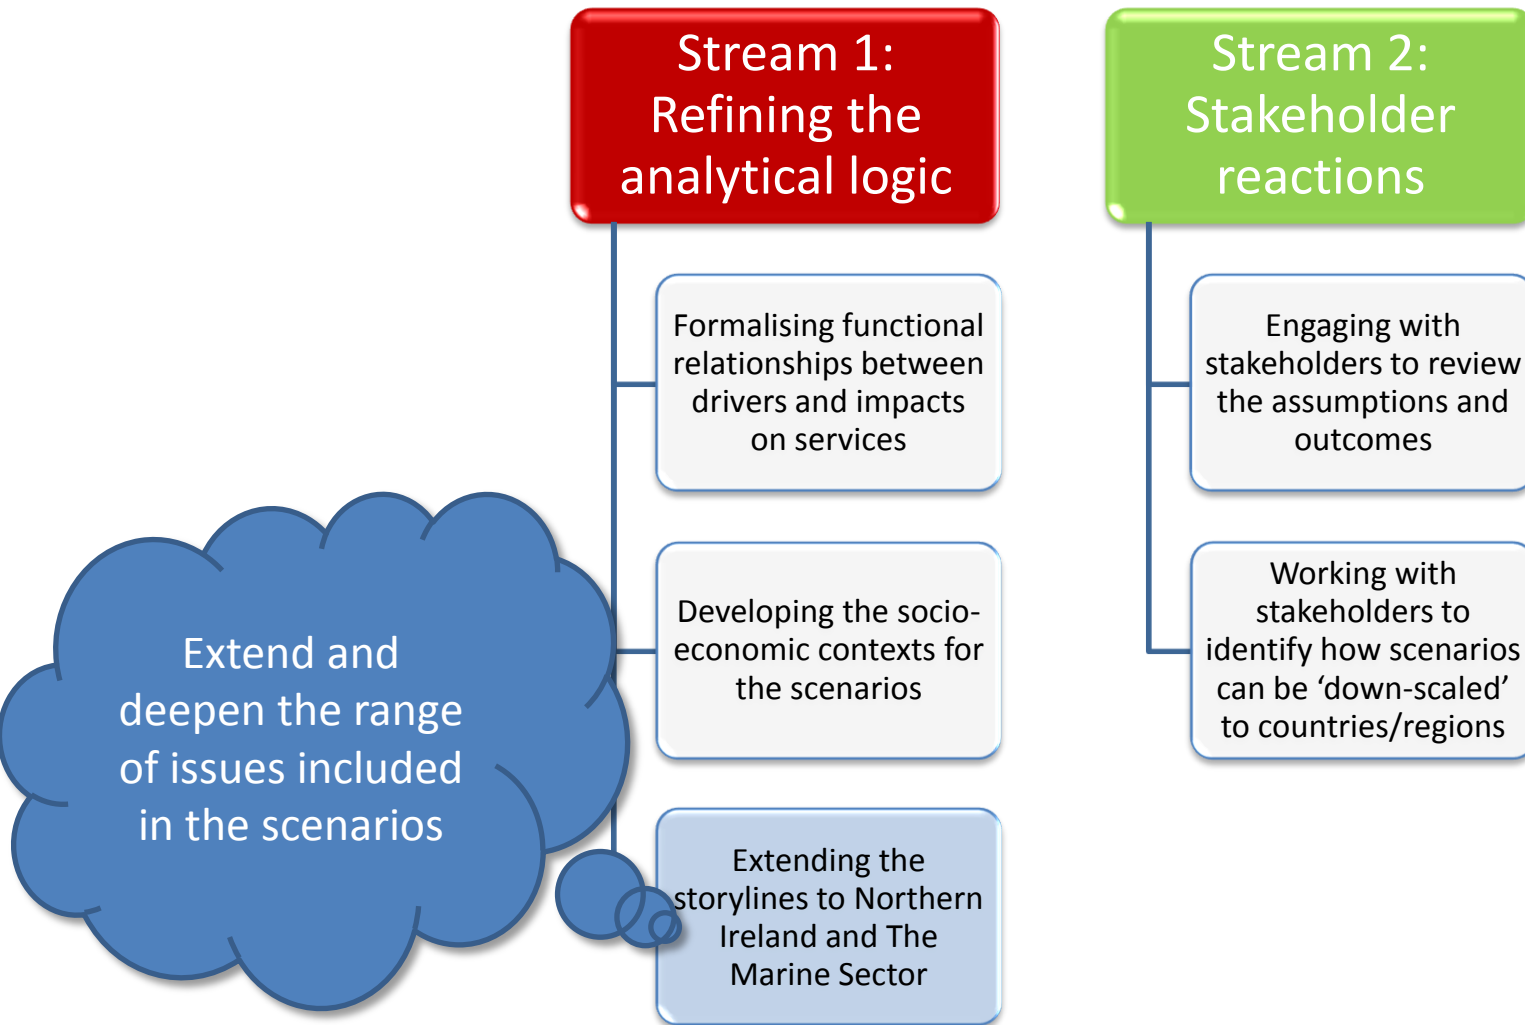 Stream 1:
Refining the
analytical logic
Formalising functional
relationships between
drivers and impacts
on services
Developing the socio-
economic contexts for
the scenarios
Extending the
storylines to Northern
Ireland and The
Marine Sector
Extend and
deepen the range
of issues included
in the scenarios
Stream 2:
Stakeholder
reactions
Engaging with
stakeholders to review
the assumptions and
outcomes
Working with
stakeholders to
identify how scenarios
can be ‘down-scaled’
to countries/regions